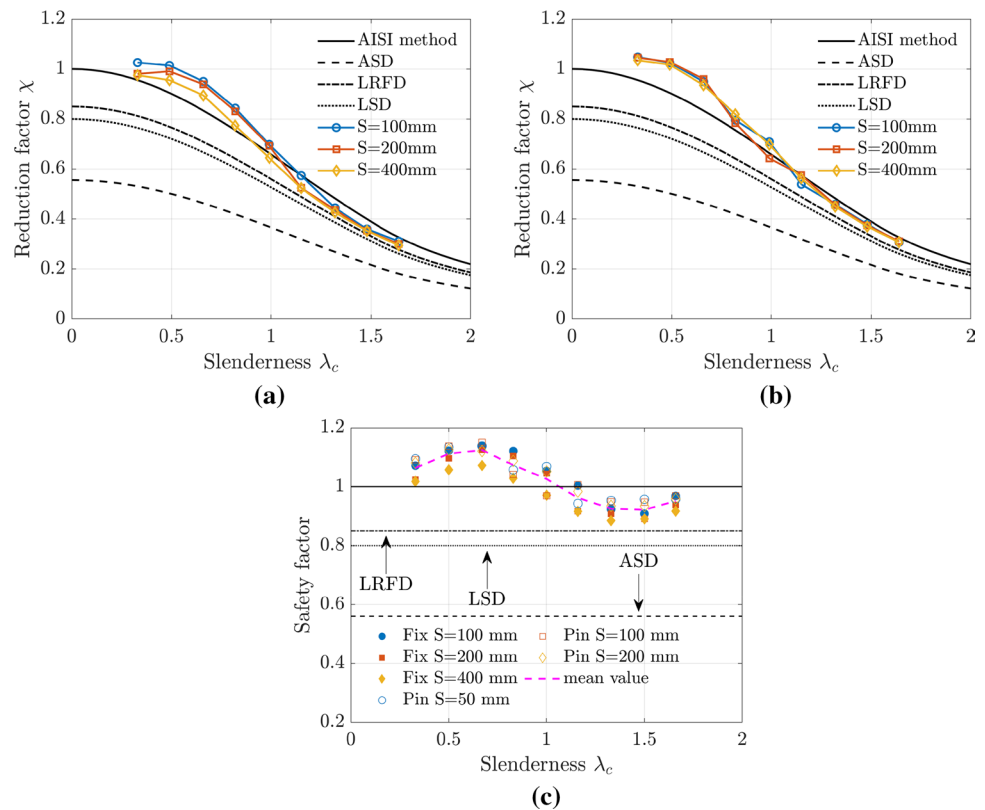 AISI method
ASD
LRFD
LSD
S=100mm
S=200mm
S=400mm
Reduction factor χ
1.2
1
0.8
0.6
0.4
0.2
0
0 0.5 1 1.5 2
Slenderness λc
(a)
AISI method
ASD
LRFD
LSD
S=100mm
S=200mm
S=400mm
Reduction factor χ
1.2
1
0.8
0.6
0.4
0.2
0
0 0.5 1 1.5 2
Slenderness λc
(b)
Safety factor
1.2
1
0.8
0.6
0.4
0.2
LRFD
LSD
ASD
Fix S=100 mm
Fix S=200 mm
Fix S=400 mm
Pin S=50 mm
Pin S=100 mm
Pin S=200 mm
mean value
0 0.5 1 1.5 2
Slenderness λc
(c)